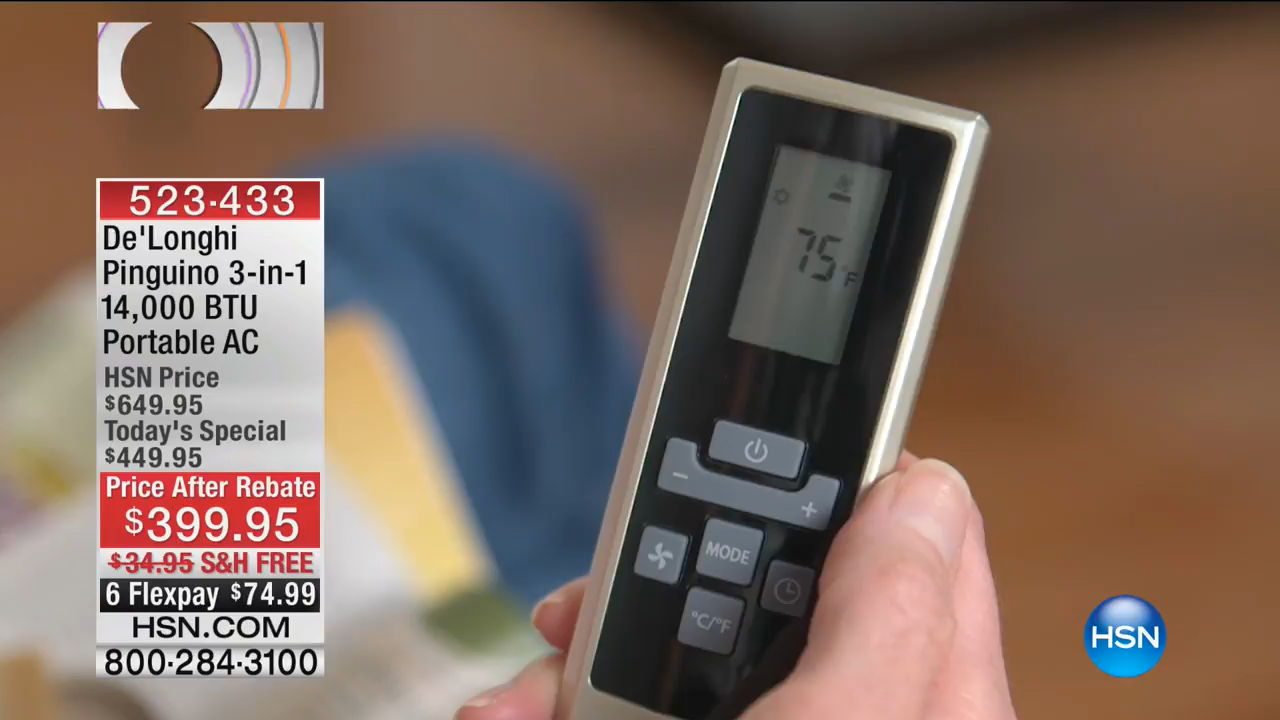 523·433
De'Longhi
Pinguino 3-in-1
14,000 BTU
Portable AC
HSN Price
$649.95
Today's Special
$449.95
Price After Rebate
$399.95
$34.95 S&H FREE
6 Flexpay $74.99
HSN.COM
800·284·3100
75°F
−
+
MODE
°C/°F
HSN